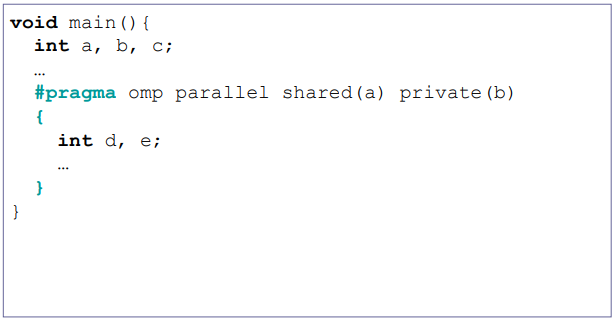 void main(){
int a, b, c;
…
#pragma omp parallel shared(a) private(b)
{
int d, e;
…
}
}